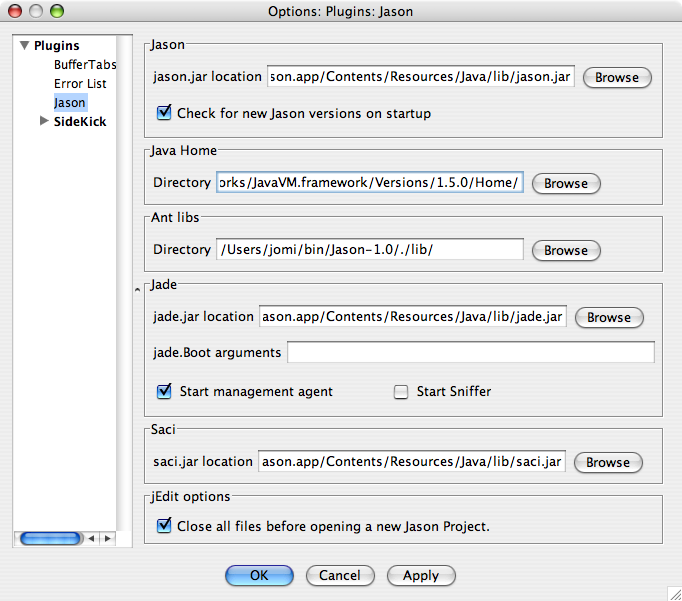 Options: Plugins: Jason
Plugins
BufferTabs
Error List
Jason
SideKick
Jason
jason.jar location son.app/Contents/Resources/Java/lib/jason.jar Browse
Check for new Jason versions on startup
Java Home
Directory orks/JavaVM.framework/Versions/1.5.0/Home/ Browse
Ant libs
Directory /Users/jomi/bin/Jason-1.0/./lib/ Browse
Jade
jade.jar location ason.app/Contents/Resources/Java/lib/jade.jar Browse
jade.Boot arguments
Start management agent Start Sniffer
Saci
saci.jar location ason.app/Contents/Resources/Java/lib/saci.jar Browse
jEdit options
Close all files before opening a new Jason Project.
OK Cancel Apply